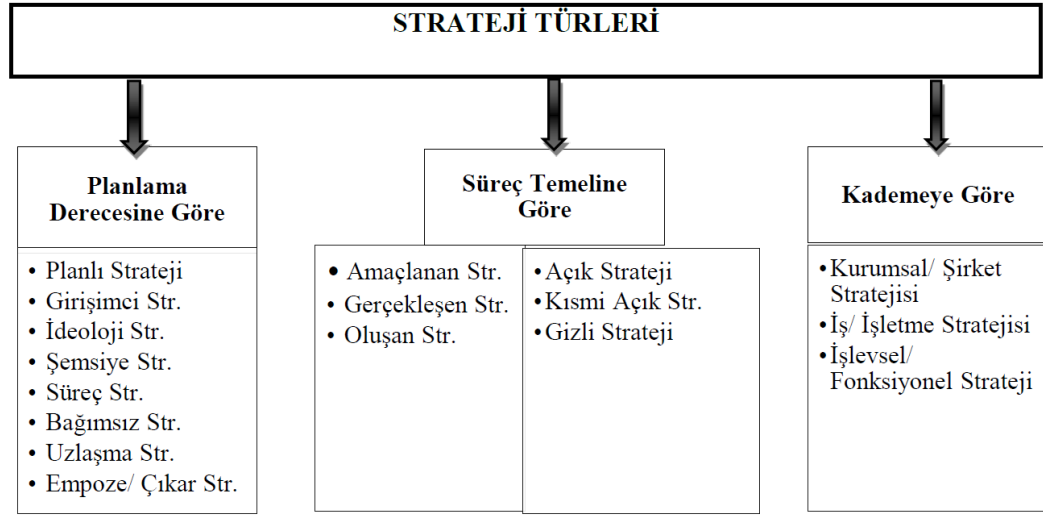 STRATEJİ TÜRLERİ
Planlama
Derecesine Göre
• Planlı Strateji
• Girişimci Str.
• İdeoloji Str.
• Şemsiye Str.
• Süreç Str.
• Bağımsız Str.
• Uzlaşma Str.
• Empoze/ Çıkar Str.
Süreç Temeline
Göre
• Amaçlanan Str.
• Gerçekleşen Str.
• Oluşan Str.
•Açık Strateji
•Kısmi Açık Str.
•Gizli Strateji
Kademeye Göre
•Kurumsal/ Şirket
Stratejisi
•İş/ İşletme Stratejisi
•İşlevsel/
Fonksiyonel Strateji